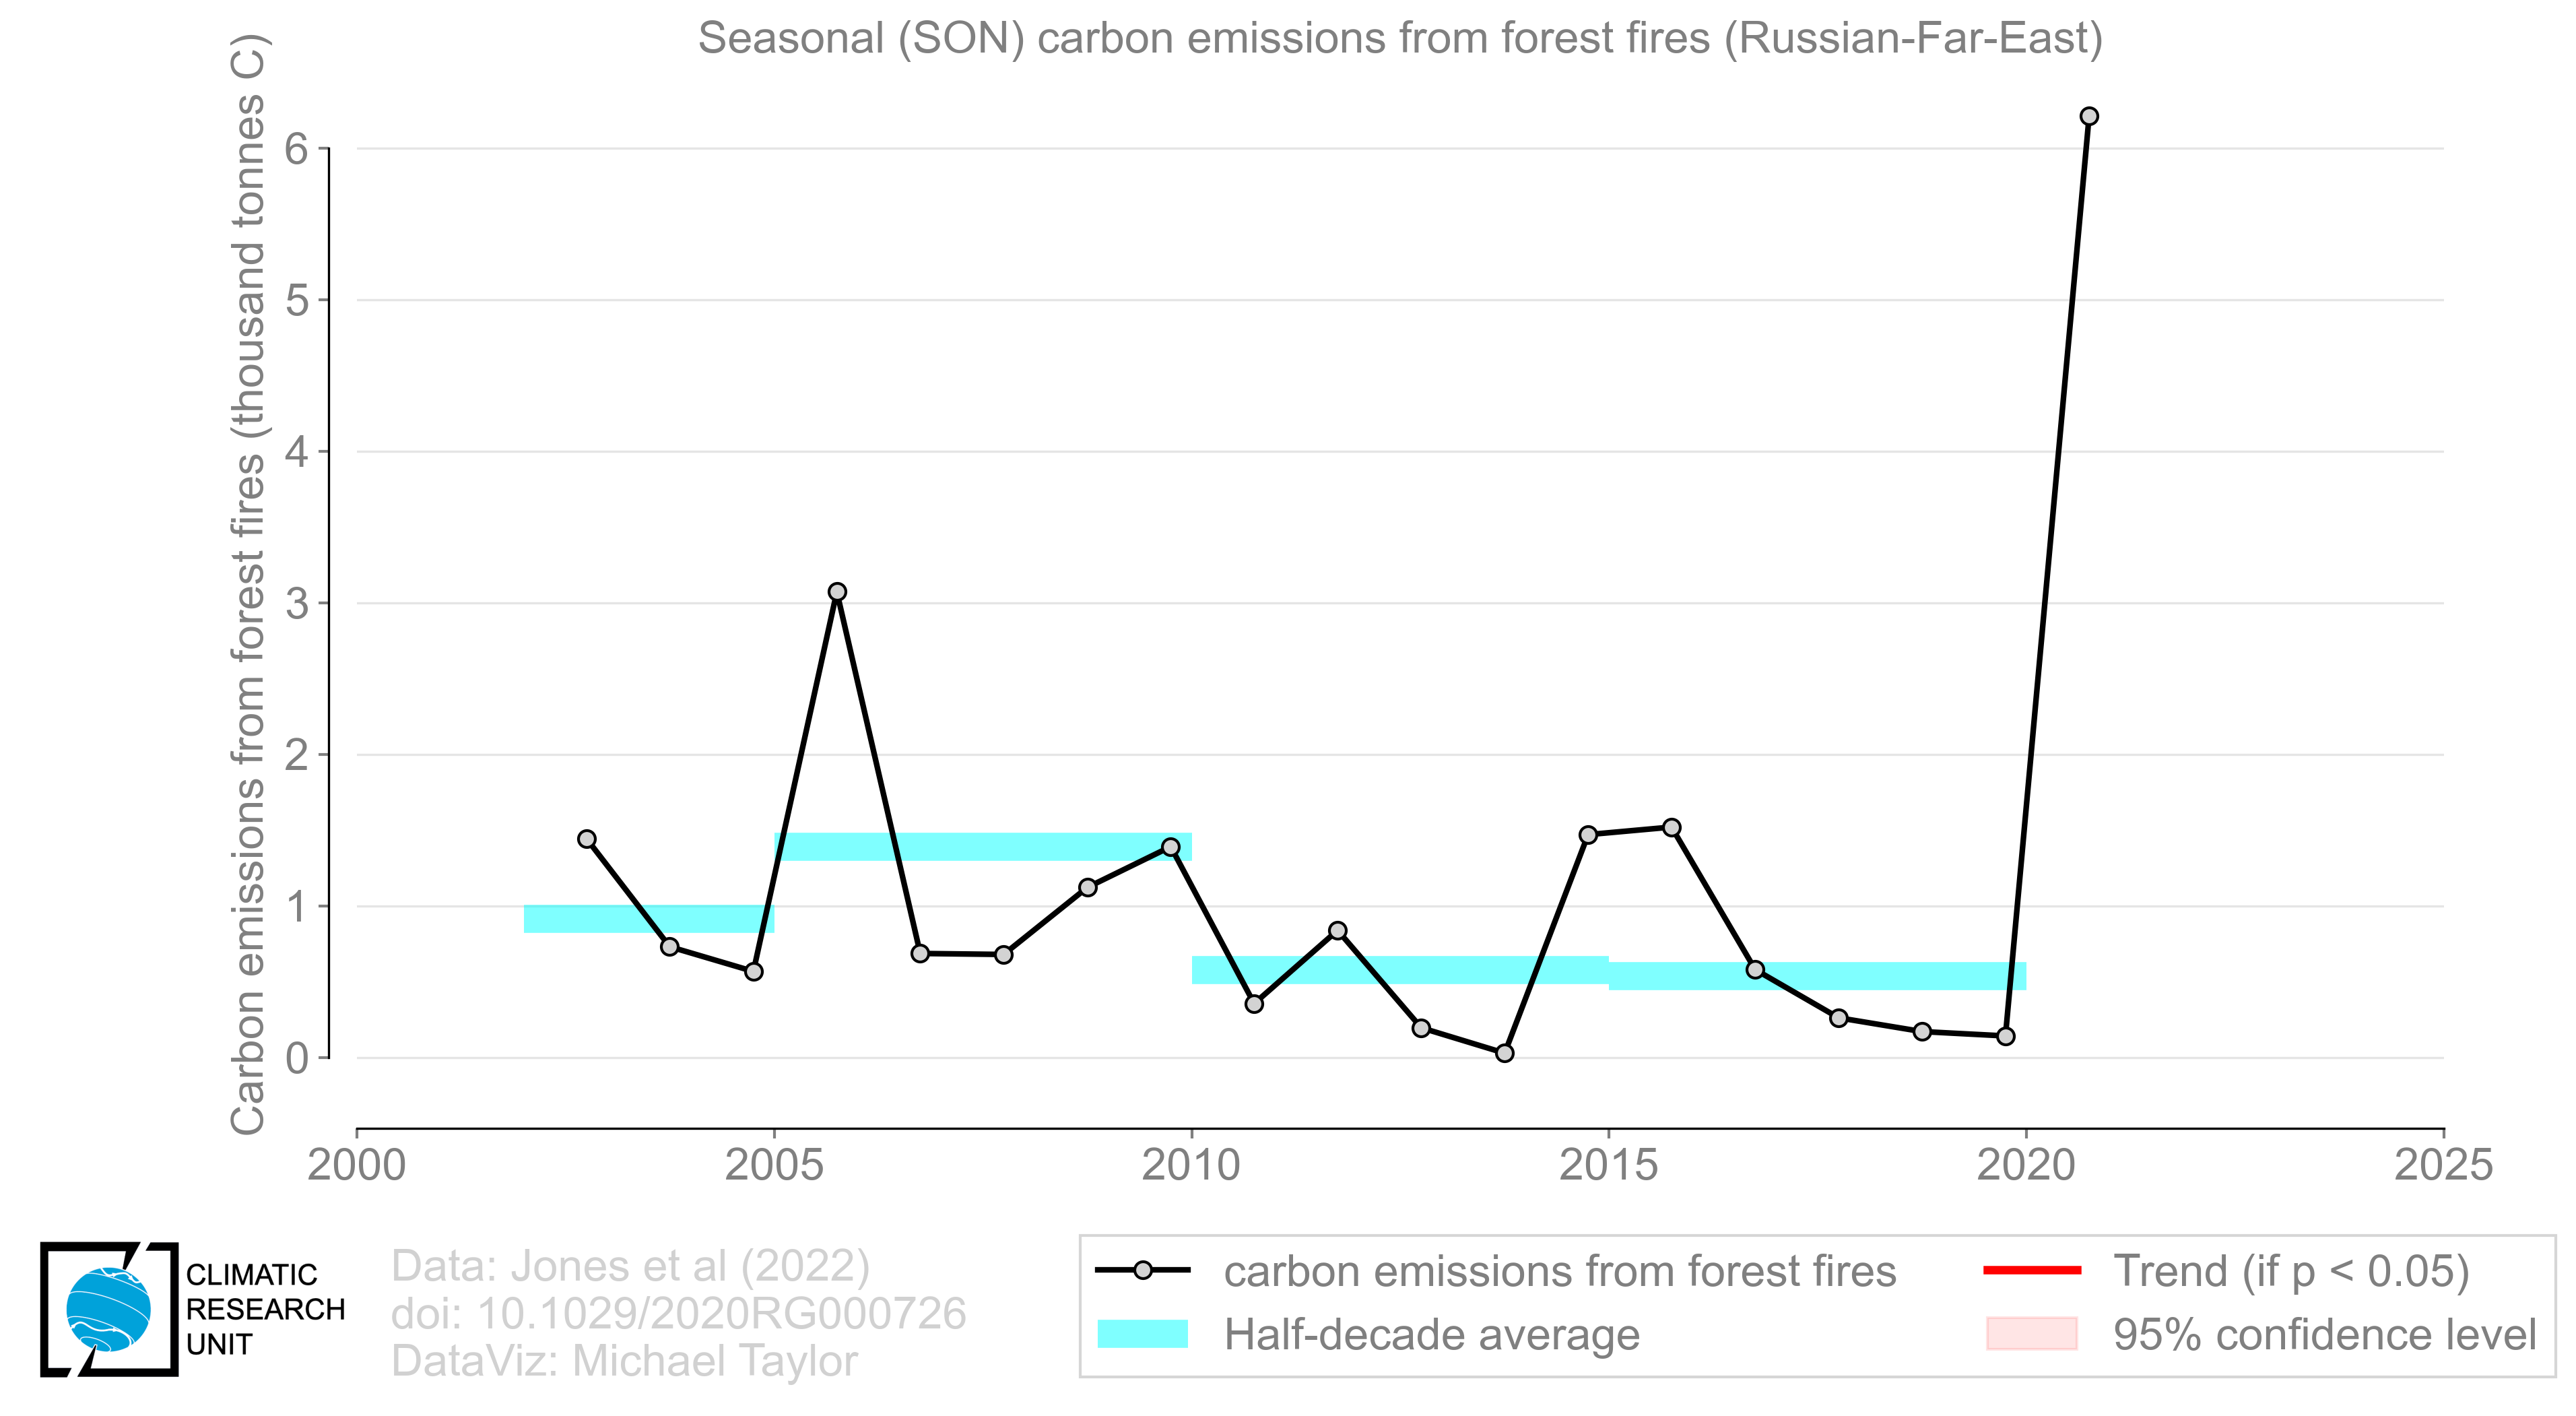 Seasonal (SON) carbon emissions from forest fires (Russian-Far-East)
Carbon emissions from forest fires (thousand tonnes C)
6
5
4
3
2
1
0
2000 2005 2010 2015 2020 2025
CLIMATIC
RESEARCH
UNIT
Data: Jones et al (2022)
doi: 10.1029/2020RG000726
DataViz: Michael Taylor
carbon emissions from forest fires
Half-decade average
Trend (if p < 0.05)
95% confidence level